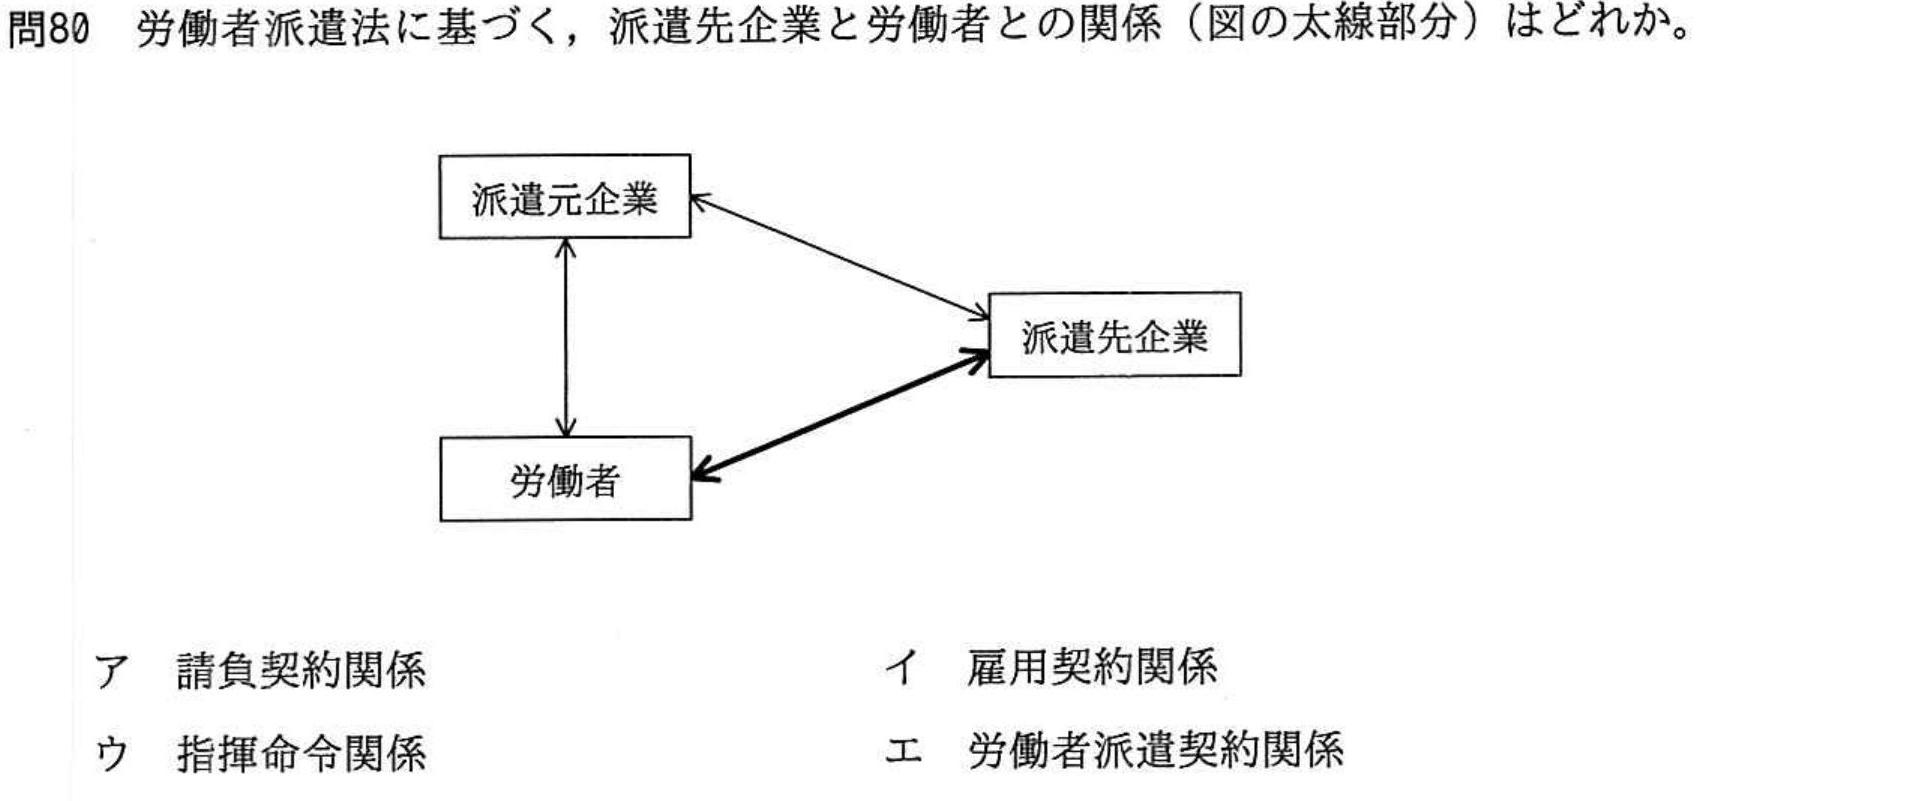 問80 労働者派遣法に基づく，派遣先企業と労働者との関係（図の太線部分）はどれか。
派遣元企業
派遣先企業
労働者
ア 請負契約関係
イ 雇用契約関係
ウ 指揮命令関係
エ 労働者派遣契約関係